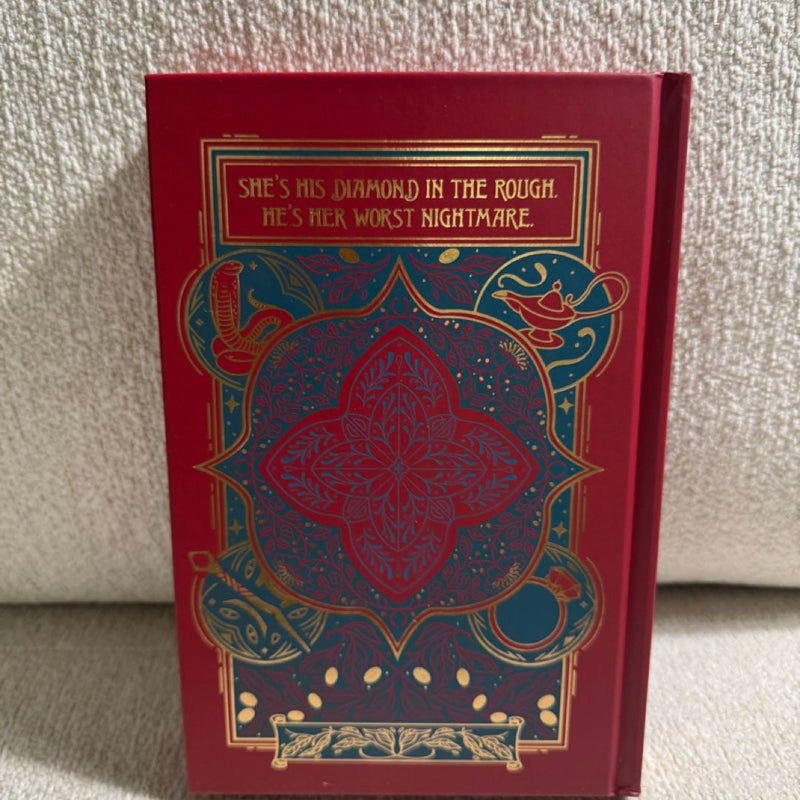 SHE'S HIS DIAMOND IN THE ROUGH.
HE'S HER WORST NIGHTMARE.